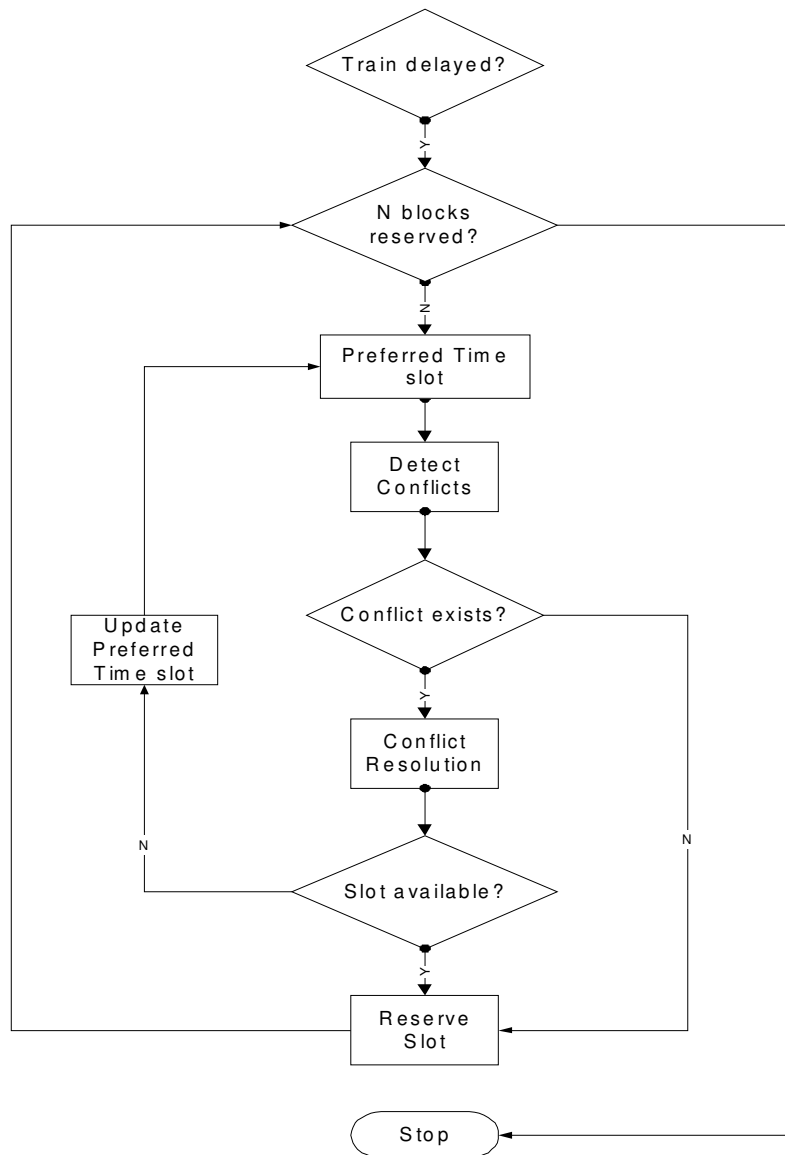 Train delayed?
Y
N blocks
reserved?
N
Preferred Time
slot
Detect
Conflicts
Conflict exists?
Update
Preferred
Time slot
Y
Conflict
Resolution
N
N
Slot available?
Y
Reserve
Slot
Stop